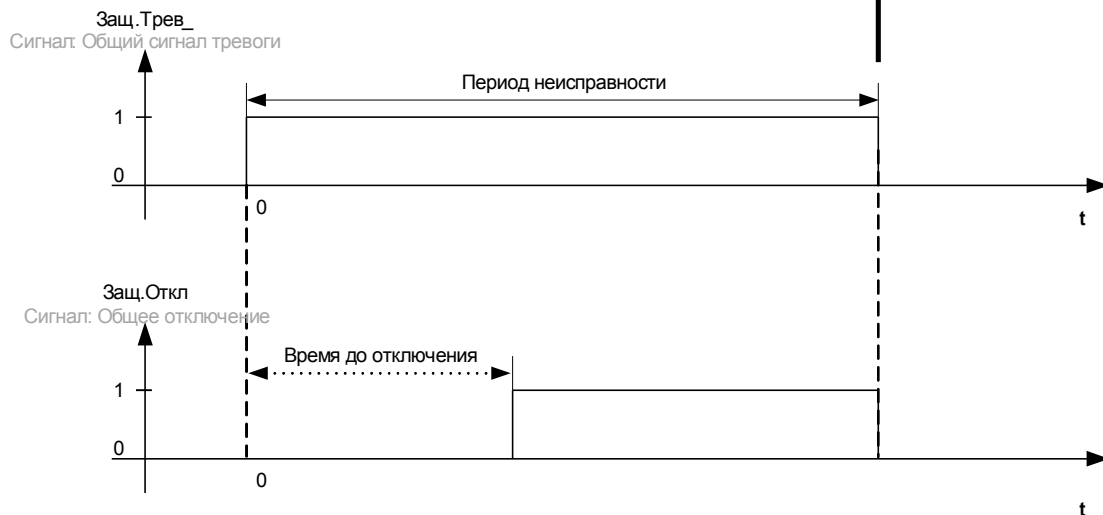 Защ.Трев_
Сигнал: Общий сигнал тревоги
Период неисправности
1
0
0
t
Защ.Откл
Сигнал: Общее отключение
Время до отключения
1
0
0
t